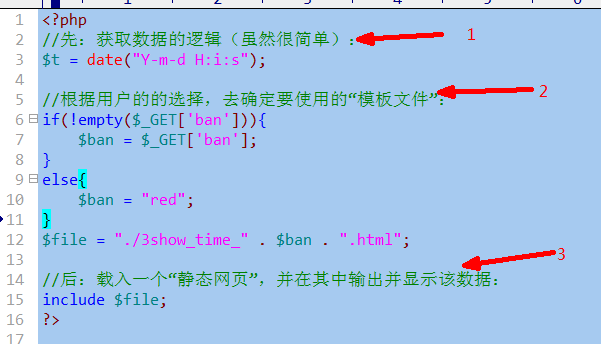 1 <?php
2 //先：获取数据的逻辑（虽然很简单）： 1
3 $t = date("Y-m-d H:i:s");
4
5 //根据用户的的选择，去确定要使用的“模板文件”： 2
6 if(!empty($_GET['ban'])){
7 $ban = $_GET['ban'];
8 }
9 else{
10 $ban = "red";
11 }
12 $file = "./3show_time_" . $ban . ".html";
13 3
14 //后：载入一个“静态网页”，并在其中输出并显示该数据：
15 include $file;
16 ?>
17